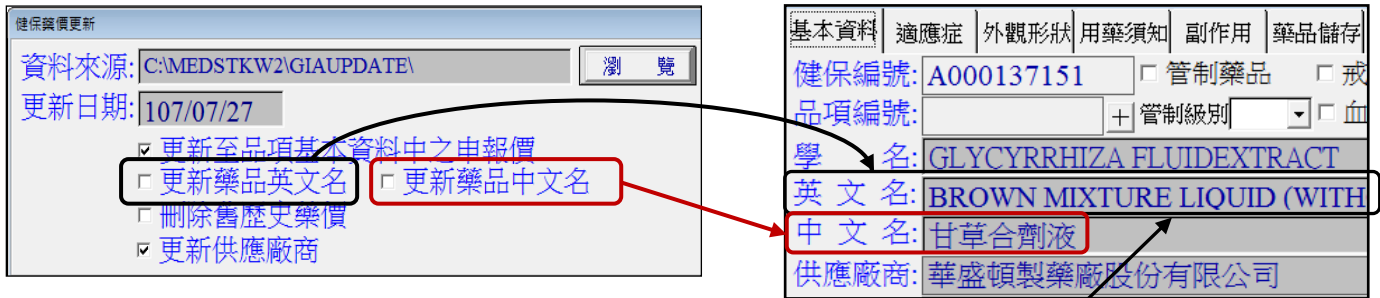 健保藥價更新
資料來源: C:\MEDSTKW2\GIAUPDATE\ 瀏 覽
更新日期: 107/07/27
更新至品項基本資料中之申報價
更新藥品英文名 更新藥品中文名
刪除舊歷史藥價
更新供應廠商
基本資料 適應症 外觀形狀 用藥須知 副作用 藥品儲存
健保編號: A000137151 管制藥品 戒
品項編號: + 管制級別 血
學 名: GLYCYRRHIZA FLUIDEXTRACT
英 文 名: BROWN MIXTURE LIQUID (WITH
中 文 名: 甘草合劑液
供應廠商: 華盛頓製藥廠股份有限公司